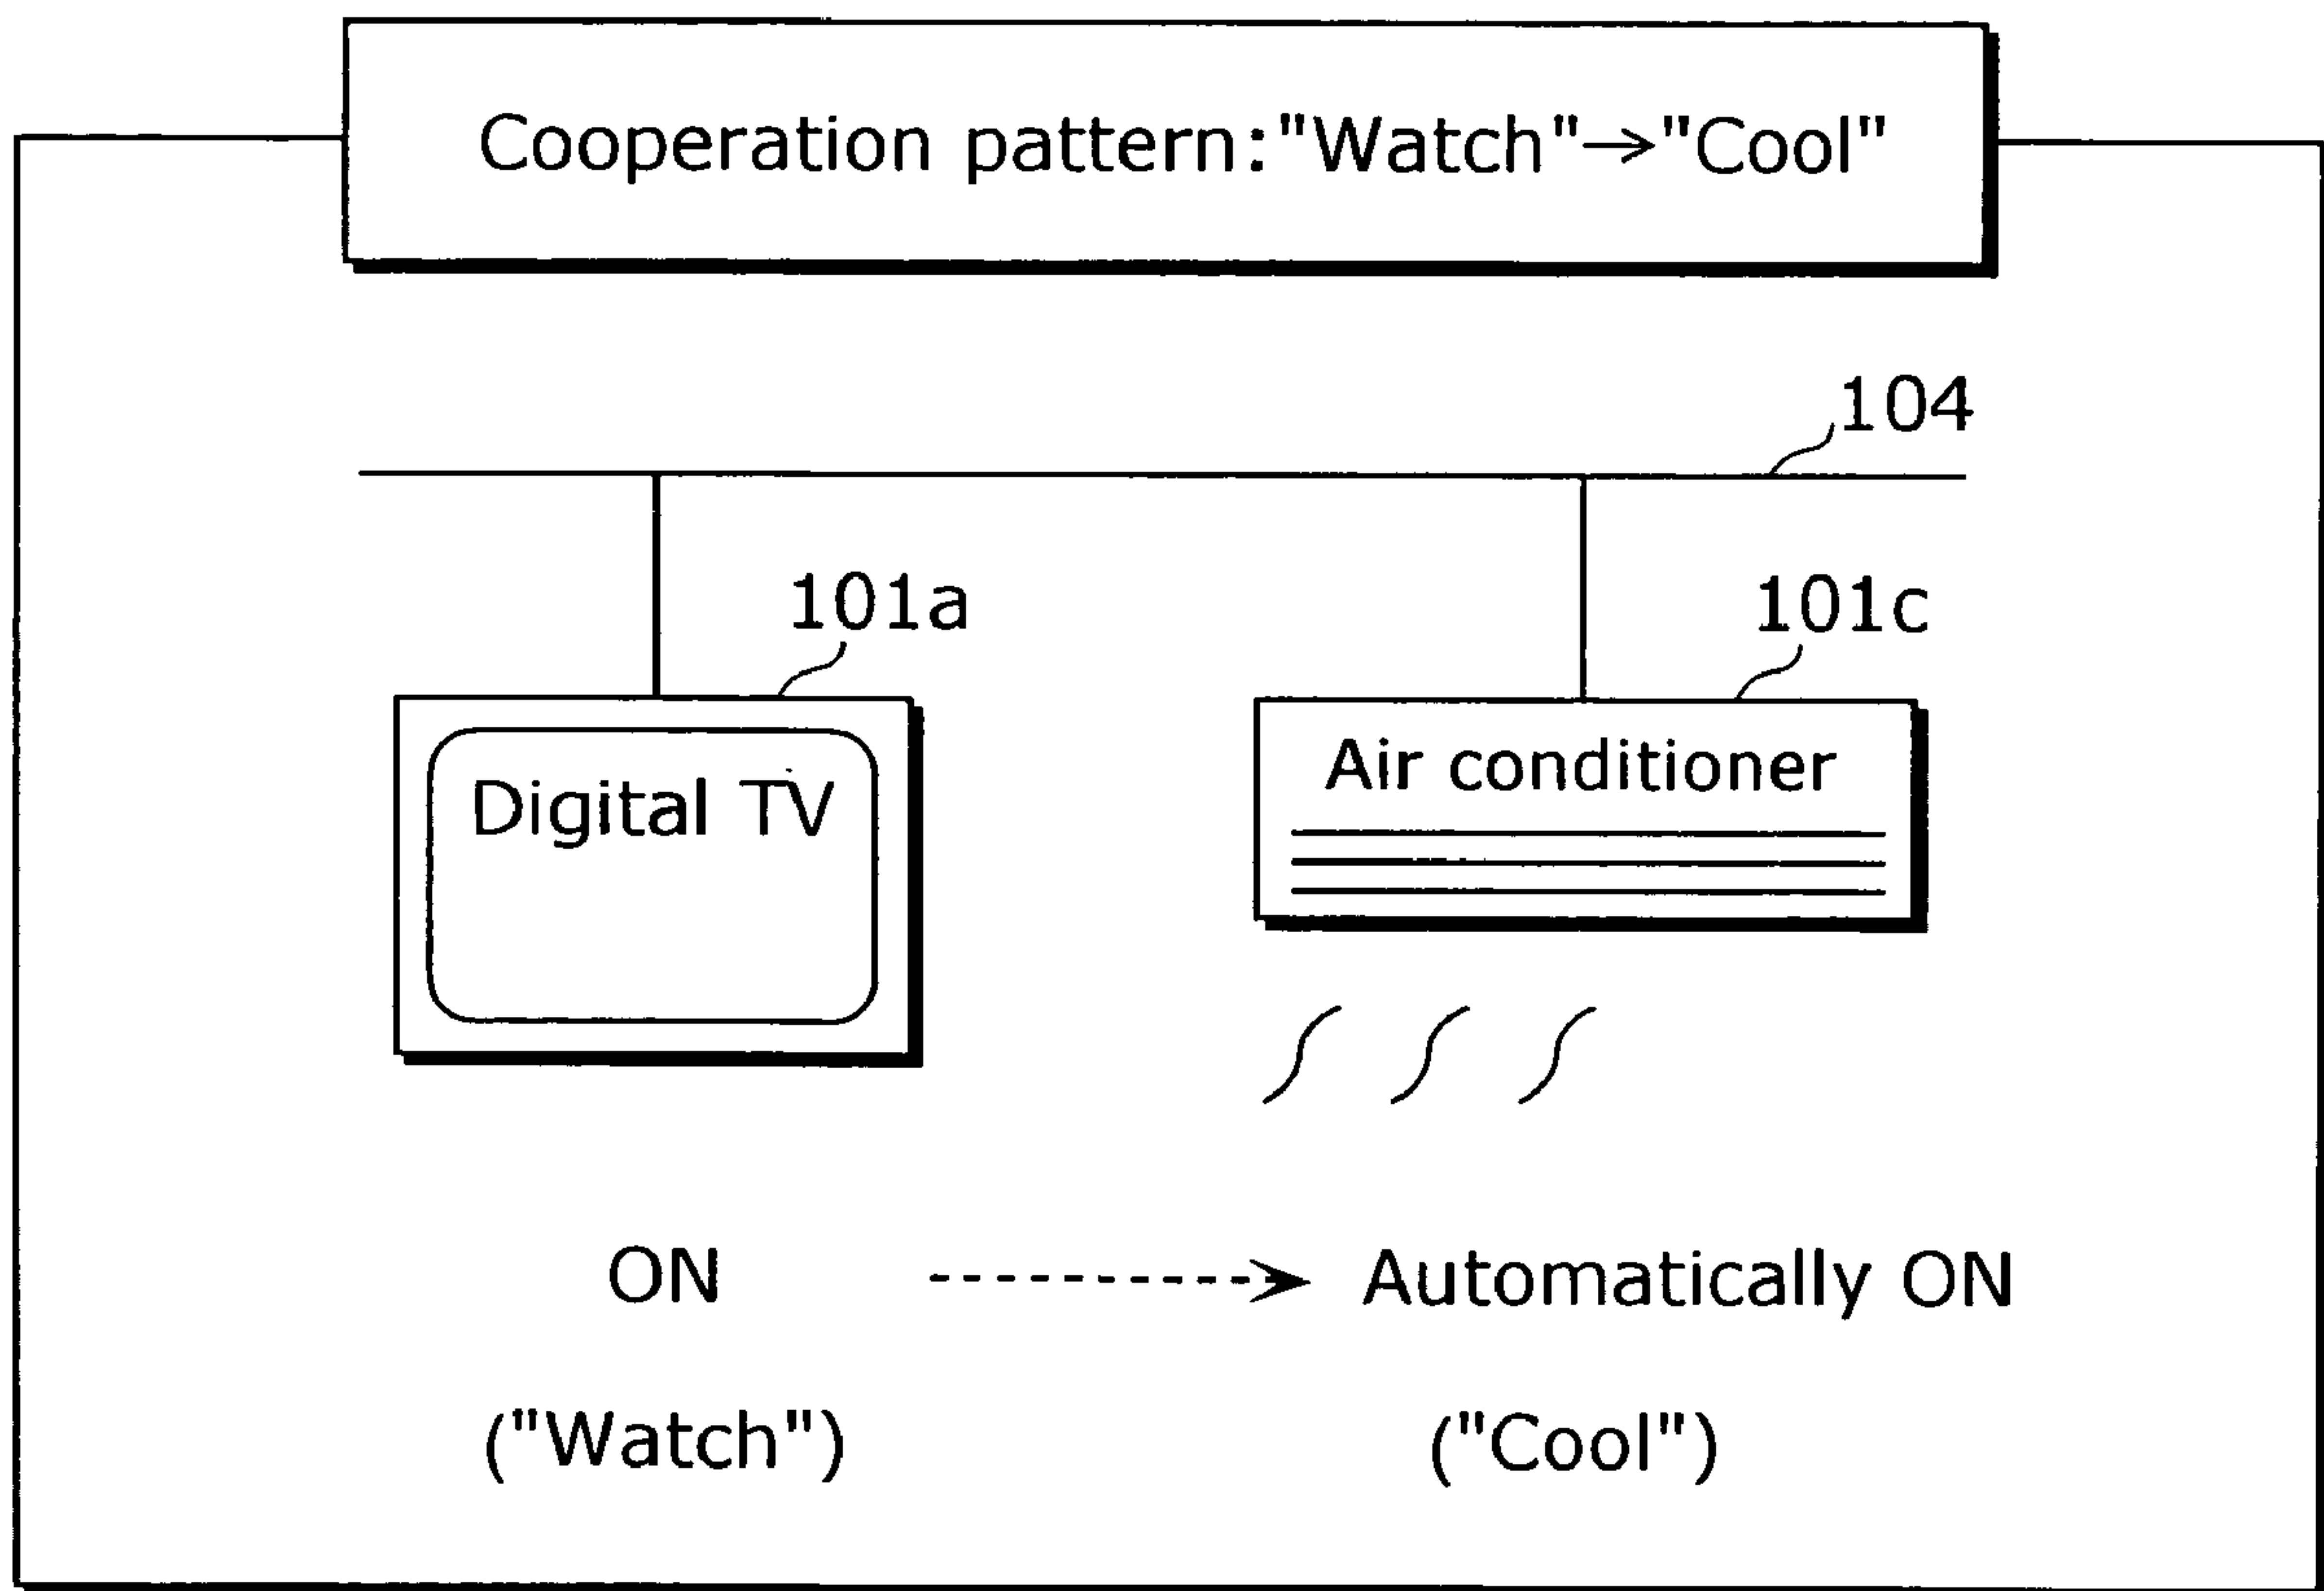 Cooperation pattern:"Watch"→"Cool"
104
101a
101c
Digital TV
Air conditioner
ON
Automatically ON
("Watch")
("Cool")